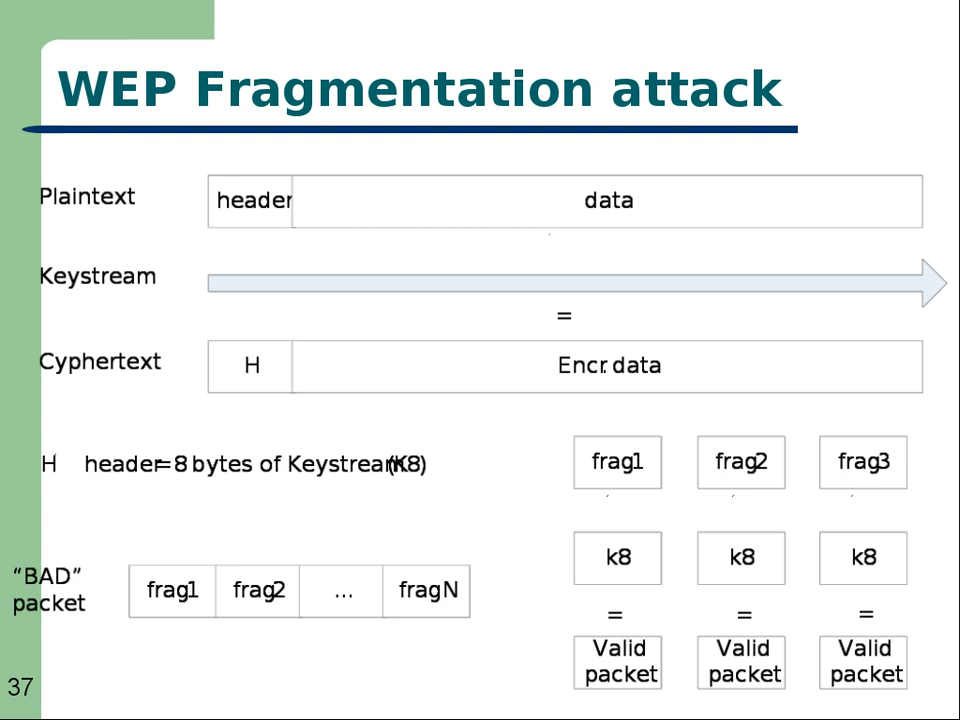 WEP Fragmentation attack
Plaintext
header data
Keystream
=
Cyphertext
H Encr. data
H header = 8 bytes of Keystream (K8)
frag1 frag2 frag3
k8 k8 k8
= = =
Valid packet
Valid packet
Valid packet
“BAD”
packet
frag1 frag2 ... fragN
37